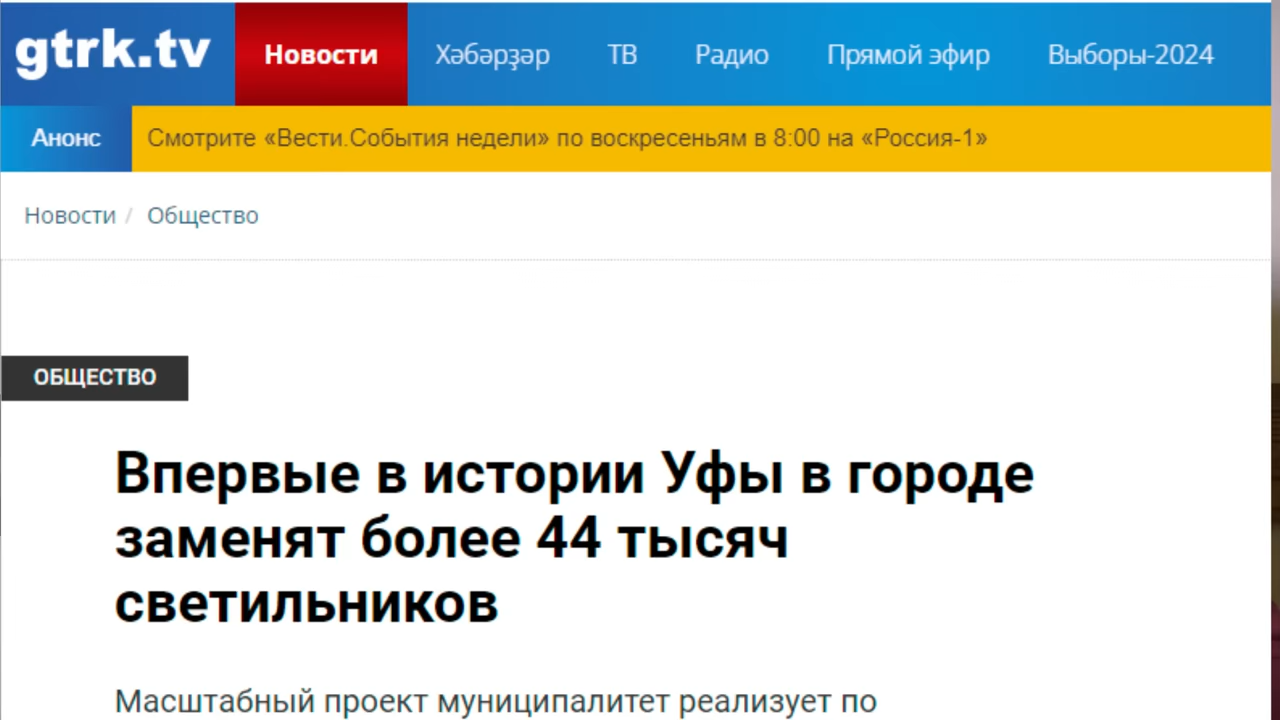 gtrk.tv Новости Хәбәрҙәр ТВ Радио Прямой эфир Выборы-2024
Анонс Смотрите «Вести.События недели» по воскресеньям в 8:00 на «Россия-1»
Новости / Общество
ОБЩЕСТВО
Впервые в истории Уфы в городе
заменят более 44 тысяч
светильников
Масштабный проект муниципалитет реализует по